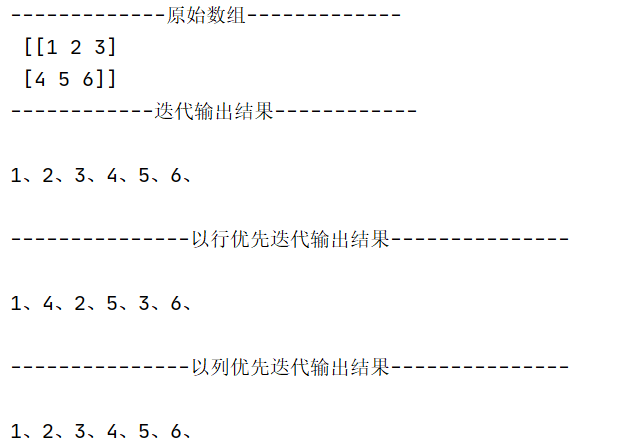 -------------原始数组-------------
[[1 2 3]
[4 5 6]]
------------迭代输出结果------------
1、2、3、4、5、6、
---------------以行优先迭代输出结果---------------
1、4、2、5、3、6、
---------------以列优先迭代输出结果---------------
1、2、3、4、5、6、